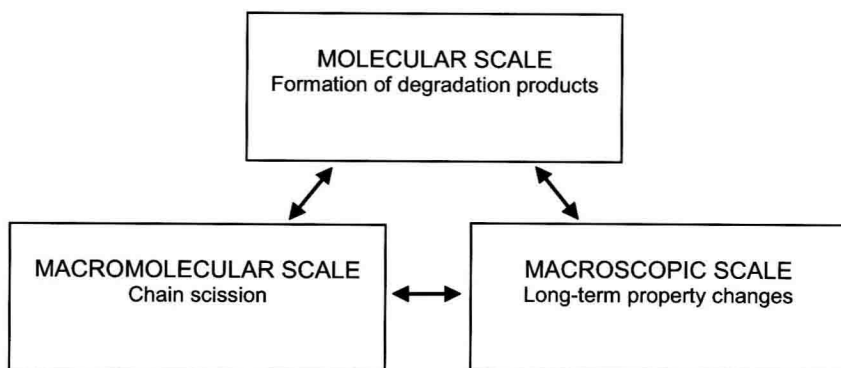 MOLECULAR SCALE
Formation of degradation products
MACROMOLECULAR SCALE
Chain scission
MACROSCOPIC SCALE
Long-term property changes